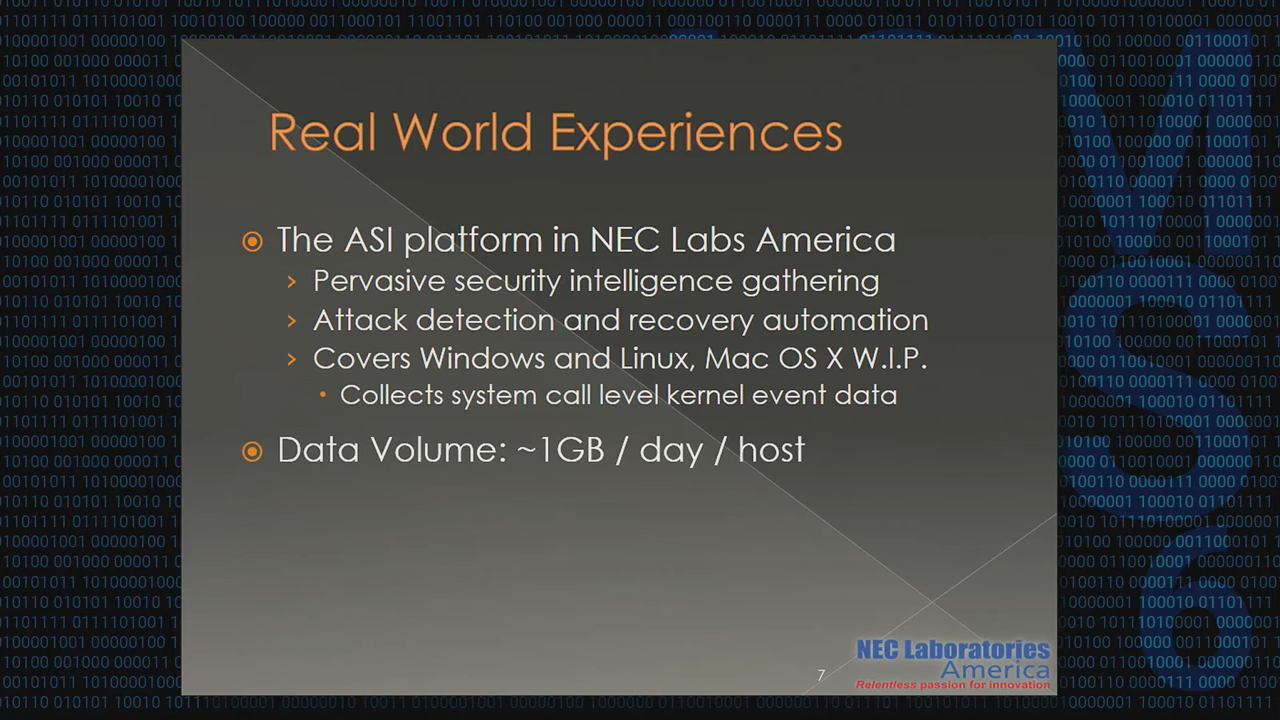 Real World Experiences
The ASI platform in NEC Labs America
Pervasive security intelligence gathering
Attack detection and recovery automation
Covers Windows and Linux, Mac OS X W.I.P.
Collects system call level kernel event data
Data Volume: ~1GB / day / host
7
NEC Laboratories
America
Relentless passion for innovation